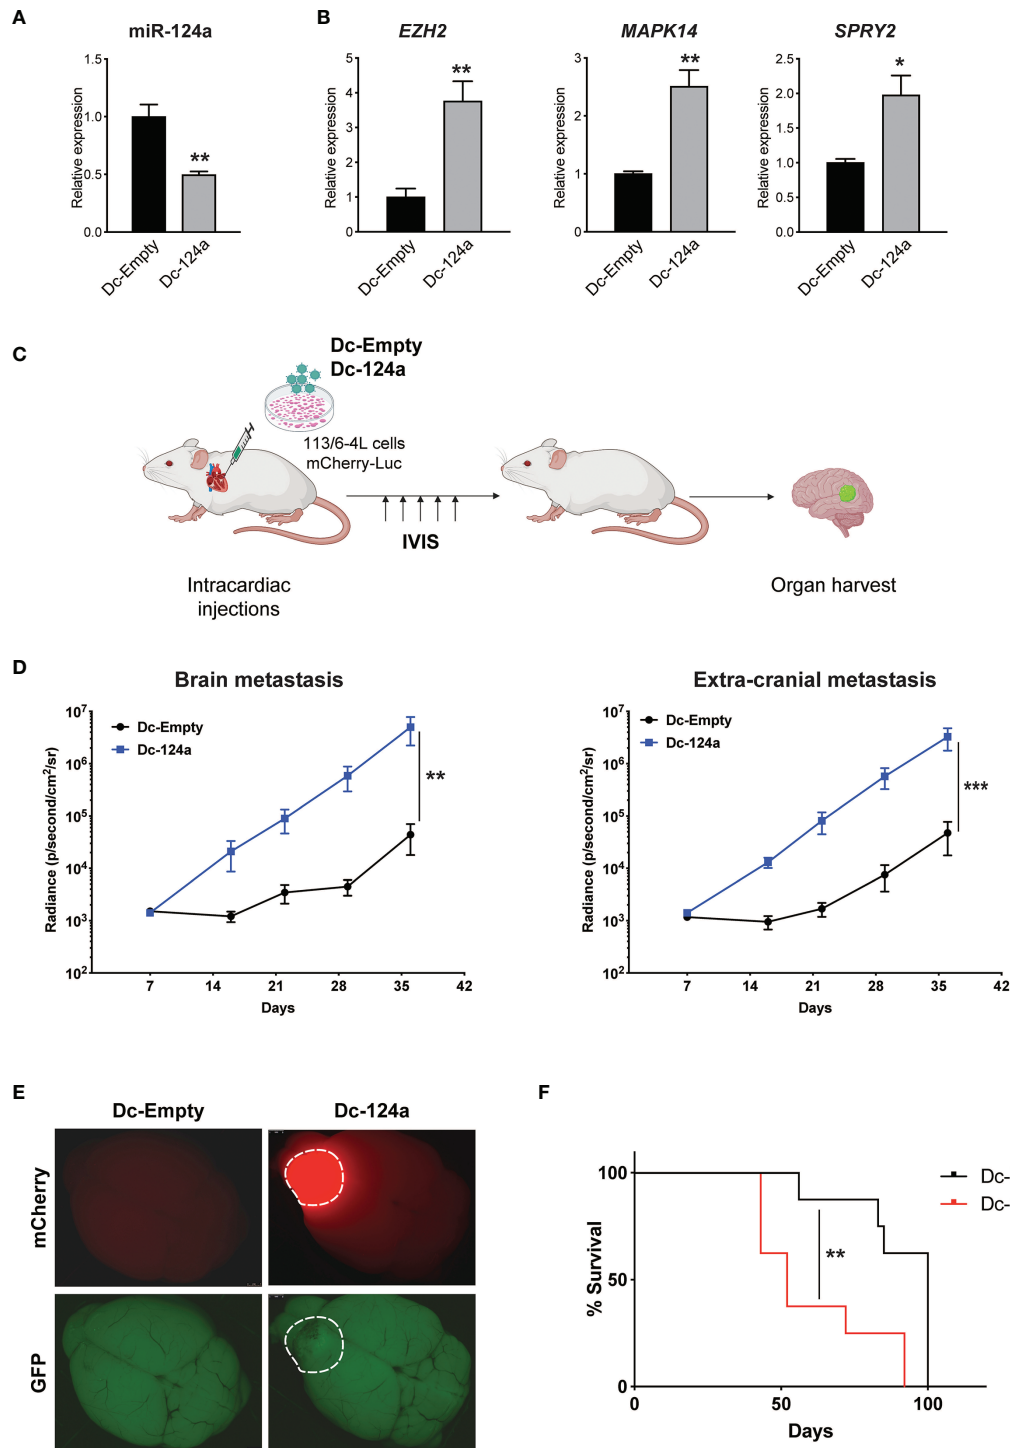 A
miR-124a
Relative expression
1.5
1.0
0.5
0.0
**
Dc-Empty
Dc-124a
B
EZH2
Relative expression
5
4
3
2
1
0
**
Dc-Empty
Dc-124a
MAPK14
Relative expression
3
2
1
0
**
Dc-Empty
Dc-124a
SPRY2
Relative expression
2.5
2.0
1.5
1.0
0.5
0.0
*
Dc-Empty
Dc-124a
C
Dc-Empty
Dc-124a
113/6-4L cells
mCherry-Luc
IVIS
Intracardiac
injections
Organ harvest
D
Brain metastasis
Radiance (p/second/cm²/sr)
10⁷
10⁶
10⁵
10⁴
10³
10²
Dc-Empty
Dc-124a
**
7 14 21 28 35 42
Days
Extra-cranial metastasis
Radiance (p/second/cm²/sr)
10⁷
10⁶
10⁵
10⁴
10³
10²
Dc-Empty
Dc-124a
***
7 14 21 28 35 42
Days
E
Dc-Empty Dc-124a
mCherry
GFP
F
% Survival
100
50
0
Dc-
Dc-
**
0 50 100
Days